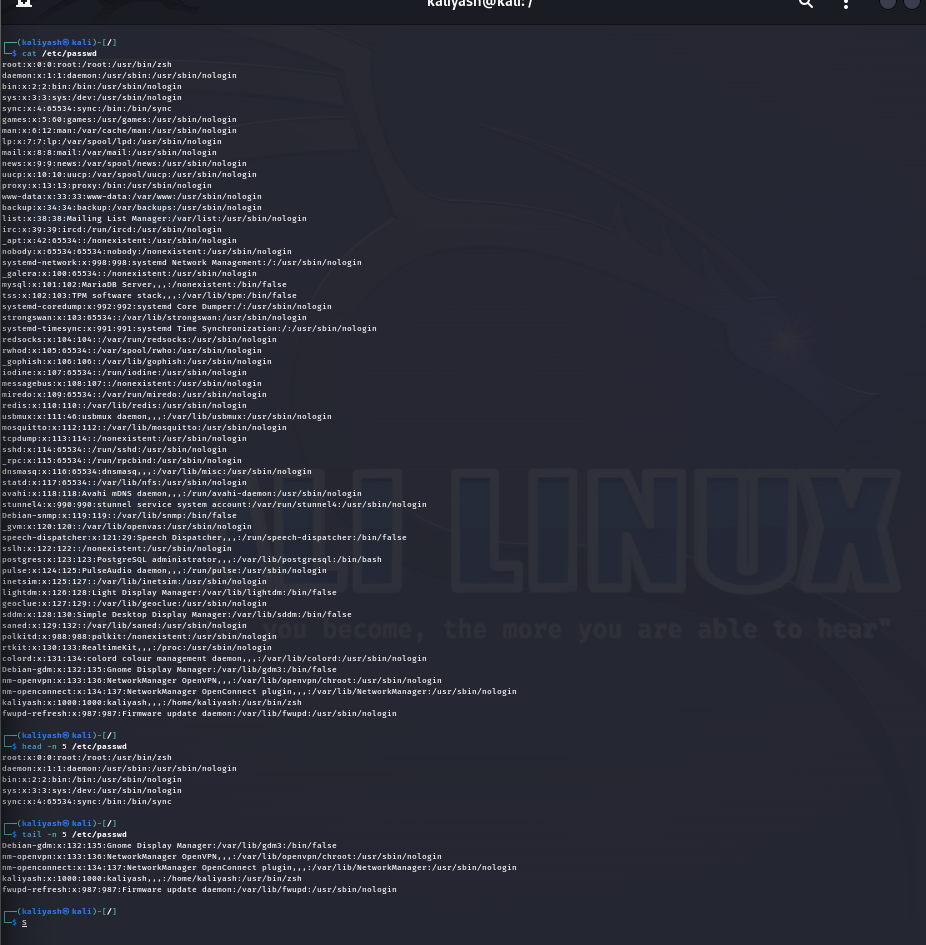 kaliyash@kali: /
┌──(kaliyash㉿kali)-[/]
└─$ cat /etc/passwd
root:x:0:0:root:/root:/usr/bin/zsh
daemon:x:1:1:daemon:/usr/sbin:/usr/sbin/nologin
bin:x:2:2:bin:/bin:/usr/sbin/nologin
sys:x:3:3:sys:/dev:/usr/sbin/nologin
sync:x:4:65534:sync:/bin:/bin/sync
games:x:5:60:games:/usr/games:/usr/sbin/nologin
man:x:6:12:man:/var/cache/man:/usr/sbin/nologin
lp:x:7:7:lp:/var/spool/lpd:/usr/sbin/nologin
mail:x:8:8:mail:/var/mail:/usr/sbin/nologin
news:x:9:9:news:/var/spool/news:/usr/sbin/nologin
uucp:x:10:10:uucp:/var/spool/uucp:/usr/sbin/nologin
proxy:x:13:13:proxy:/bin:/usr/sbin/nologin
www-data:x:33:33:www-data:/var/www:/usr/sbin/nologin
backup:x:34:34:backup:/var/backups:/usr/sbin/nologin
list:x:38:38:Mailing List Manager:/var/list:/usr/sbin/nologin
irc:x:39:39:ircd:/run/ircd:/usr/sbin/nologin
_apt:x:42:65534::/nonexistent:/usr/sbin/nologin
nobody:x:65534:65534:nobody:/nonexistent:/usr/sbin/nologin
systemd-network:x:998:998:systemd Network Management:/:/usr/sbin/nologin
_galera:x:100:65534::/nonexistent:/usr/sbin/nologin
mysql:x:101:102:MariaDB Server,,,:/nonexistent:/bin/false
tss:x:102:103:TPM software stack,,,:/var/lib/tpm:/bin/false
systemd-coredump:x:992:992:systemd Core Dumper:/:/usr/sbin/nologin
strongswan:x:103:65534::/var/lib/strongswan:/usr/sbin/nologin
systemd-timesync:x:991:991:systemd Time Synchronization:/:/usr/sbin/nologin
redsocks:x:104:104::/var/run/redsocks:/usr/sbin/nologin
rwhod:x:105:65534::/var/spool/rwho:/usr/sbin/nologin
_gophish:x:106:106::/var/lib/gophish:/usr/sbin/nologin
iodine:x:107:65534::/run/iodine:/usr/sbin/nologin
messagebus:x:108:107::/nonexistent:/usr/sbin/nologin
miredo:x:109:65534::/var/run/miredo:/usr/sbin/nologin
redis:x:110:110::/var/lib/redis:/usr/sbin/nologin
usbmux:x:111:46:usbmux daemon,,,:/var/lib/usbmux:/usr/sbin/nologin
mosquitto:x:112:112::/var/lib/mosquitto:/usr/sbin/nologin
tcpdump:x:113:114::/nonexistent:/usr/sbin/nologin
sshd:x:114:65534::/run/sshd:/usr/sbin/nologin
_rpc:x:115:65534::/run/rpcbind:/usr/sbin/nologin
dnsmasq:x:116:65534:dnsmasq,,,:/var/lib/misc:/usr/sbin/nologin
statd:x:117:65534::/var/lib/nfs:/usr/sbin/nologin
avahi:x:118:118:Avahi mDNS daemon,,,:/run/avahi-daemon:/usr/sbin/nologin
stunnel4:x:990:990:stunnel service system account:/var/run/stunnel4:/usr/sbin/nologin
Debian-snmp:x:119:119::/var/lib/snmp:/bin/false
_gvm:x:120:120::/var/lib/openvas:/usr/sbin/nologin
speech-dispatcher:x:121:29:Speech Dispatcher,,,:/run/speech-dispatcher:/bin/false
sslh:x:122:122::/nonexistent:/usr/sbin/nologin
postgres:x:123:123:PostgreSQL administrator,,,:/var/lib/postgresql:/bin/bash
pulse:x:124:125:PulseAudio daemon,,,:/run/pulse:/usr/sbin/nologin
inetsim:x:125:127::/var/lib/inetsim:/usr/sbin/nologin
lightdm:x:126:128:Light Display Manager:/var/lib/lightdm:/bin/false
geoclue:x:127:129::/var/lib/geoclue:/usr/sbin/nologin
sddm:x:128:130:Simple Desktop Display Manager:/var/lib/sddm:/bin/false
saned:x:129:132::/var/lib/saned:/usr/sbin/nologin
polkitd:x:988:988:polkit:/nonexistent:/usr/sbin/nologin
rtkit:x:130:133:RealtimeKit,,,:/proc:/usr/sbin/nologin
colord:x:131:134:colord colour management daemon,,,:/var/lib/colord:/usr/sbin/nologin
Debian-gdm:x:132:135:Gnome Display Manager:/var/lib/gdm3:/bin/false
nm-openvpn:x:133:136:NetworkManager OpenVPN,,,:/var/lib/openvpn/chroot:/usr/sbin/nologin
nm-openconnect:x:134:137:NetworkManager OpenConnect plugin,,,:/var/lib/NetworkManager:/usr/sbin/nologin
kaliyash:x:1000:1000:kaliyash,,,:/home/kaliyash:/usr/bin/zsh
fwupd-refresh:x:987:987:Firmware update daemon:/var/lib/fwupd:/usr/sbin/nologin
LI LINUX
you become, the more you are able to hear"
┌──(kaliyash㉿kali)-[/]
└─$ head -n 5 /etc/passwd
root:x:0:0:root:/root:/usr/bin/zsh
daemon:x:1:1:daemon:/usr/sbin:/usr/sbin/nologin
bin:x:2:2:bin:/bin:/usr/sbin/nologin
sys:x:3:3:sys:/dev:/usr/sbin/nologin
sync:x:4:65534:sync:/bin:/bin/sync
┌──(kaliyash㉿kali)-[/]
└─$ tail -n 5 /etc/passwd
Debian-gdm:x:132:135:Gnome Display Manager:/var/lib/gdm3:/bin/false
nm-openvpn:x:133:136:NetworkManager OpenVPN,,,:/var/lib/openvpn/chroot:/usr/sbin/nologin
nm-openconnect:x:134:137:NetworkManager OpenConnect plugin,,,:/var/lib/NetworkManager:/usr/sbin/nologin
kaliyash:x:1000:1000:kaliyash,,,:/home/kaliyash:/usr/bin/zsh
fwupd-refresh:x:987:987:Firmware update daemon:/var/lib/fwupd:/usr/sbin/nologin
┌──(kaliyash㉿kali)-[/]
└─$ s